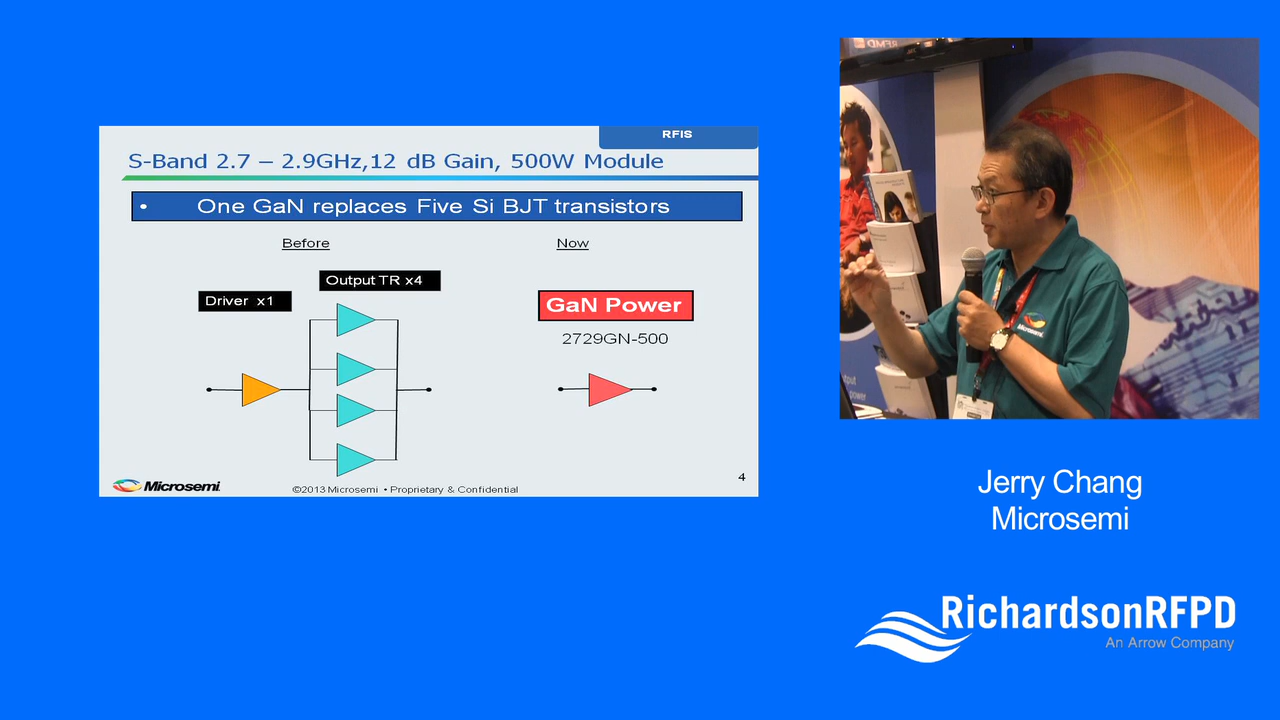 RFIS
S-Band 2.7 – 2.9GHz,12 dB Gain, 500W Module
• One GaN replaces Five Si BJT transistors
Before
Now
Output TR x4
Driver x1
GaN Power
2729GN-500
Microsemi
©2013 Microsemi • Proprietary & Confidential
4
RFMD
Microsemi
Jerry Chang
Microsemi
RichardsonRFPD
An Arrow Company